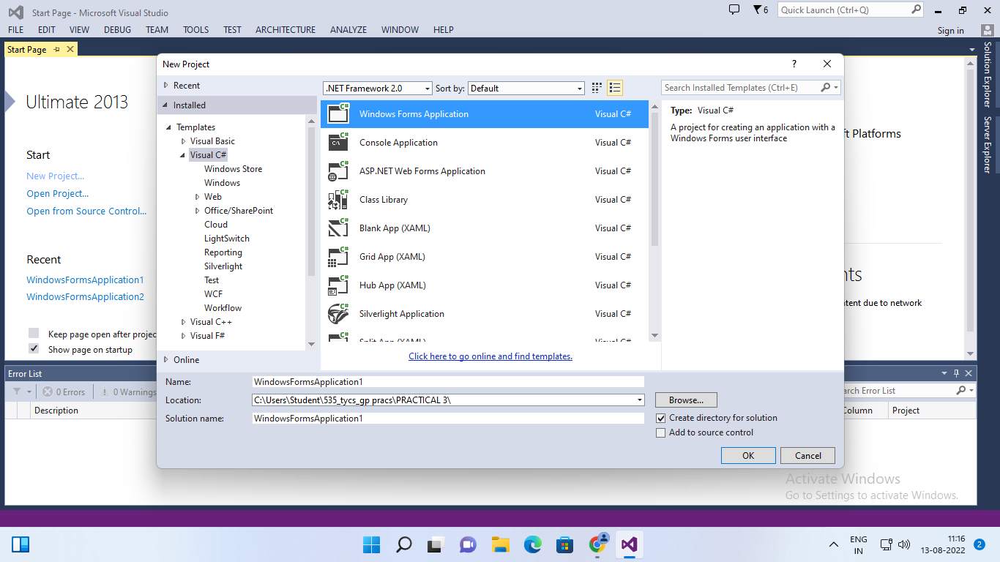 Start Page - Microsoft Visual Studio
6
Quick Launch (Ctrl+Q)
FILE EDIT VIEW DEBUG TEAM TOOLS TEST ARCHITECTURE ANALYZE WINDOW HELP
Sign in
Start Page
Solution Explorer
Server Explorer
Ultimate 2013
Start
New Project...
Open Project...
Open from Source Control...
Recent
WindowsFormsApplication1
WindowsFormsApplication2
Keep page open after projec
Show page on startup
New Project
?
Recent
Installed
Templates
Visual Basic
Visual C#
Windows Store
Windows
Web
Office/SharePoint
Cloud
LightSwitch
Reporting
Silverlight
Test
WCF
Workflow
Visual C++
Visual F#
Online
.NET Framework 2.0 Sort by: Default
Search Installed Templates (Ctrl+E)
Windows Forms Application Visual C#
Console Application Visual C#
ASP.NET Web Forms Application Visual C#
Class Library Visual C#
Blank App (XAML) Visual C#
Grid App (XAML) Visual C#
Hub App (XAML) Visual C#
Silverlight Application Visual C#
Split App (XAML) Visual C#
Click here to go online and find templates.
Type: Visual C#
A project for creating an application with a
Windows Forms user interface
Name: WindowsFormsApplication1
Location: C:\Users\Student\535_tycs_gp pracs\PRACTICAL 3\
Browse...
Solution name: WindowsFormsApplication1
Create directory for solution
Add to source control
OK Cancel
ft Platforms
nts
ntent due to network
Error List
0 Errors 0 Warnings
arch Error List
Description
Column Project
Activate Windows
Go to Settings to activate Windows.
ENG
IN
11:16
13-08-2022
2